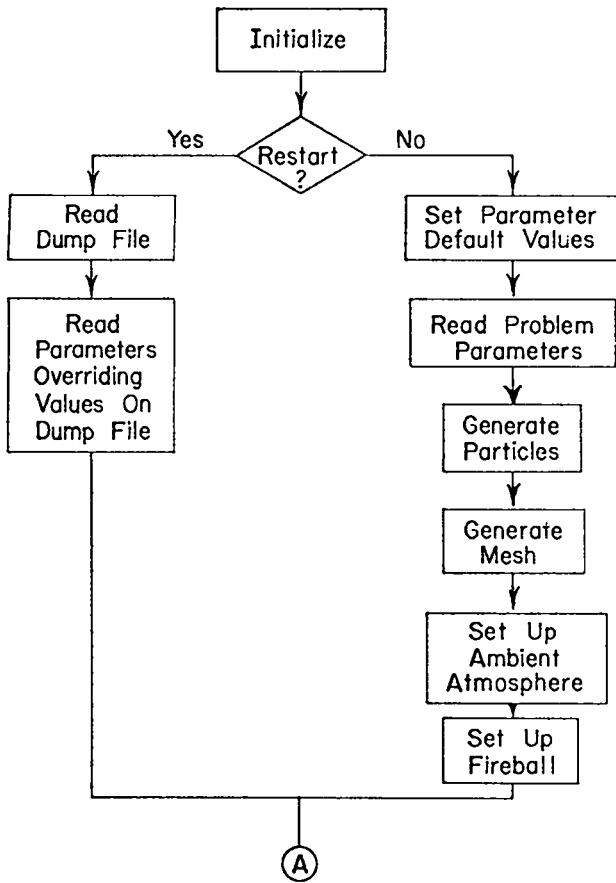 Initialize
Yes
Restart
?
No
Read
Dump File
Read
Parameters
Overriding
Values On
Dump File
Set Parameter
Default Values
Read Problem
Parameters
Generate
Particles
Generate
Mesh
Set Up
Ambient
Atmosphere
Set Up
Fireball
A